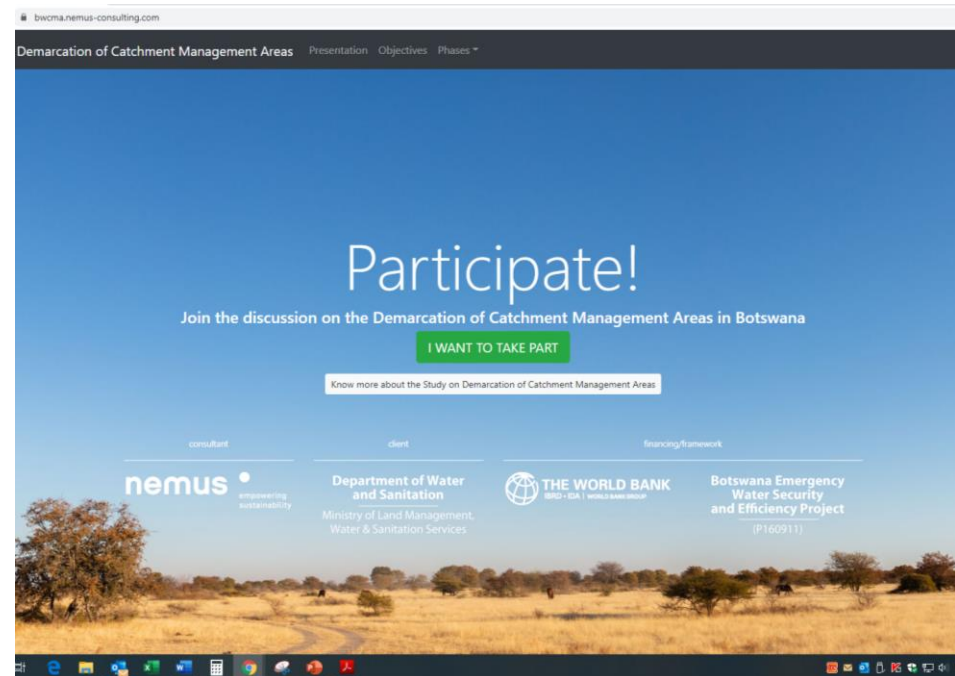 bwcma.nemus-consulting.com
Demarcation of Catchment Management Areas Presentation Objectives Phases
Participate!
Join the discussion on the Demarcation of Catchment Management Areas in Botswana
I WANT TO TAKE PART
Know more about the Study on Demarcation of Catchment Management Areas
consultant
client
financing/framework
nemus
empowering
sustainability
Department of Water
and Sanitation
Ministry of Land Management,
Water & Sanitation Services
THE WORLD BANK
IBRD • IDA | WORLD BANK GROUP
Botswana Emergency
Water Security
and Efficiency Project
(P160911)